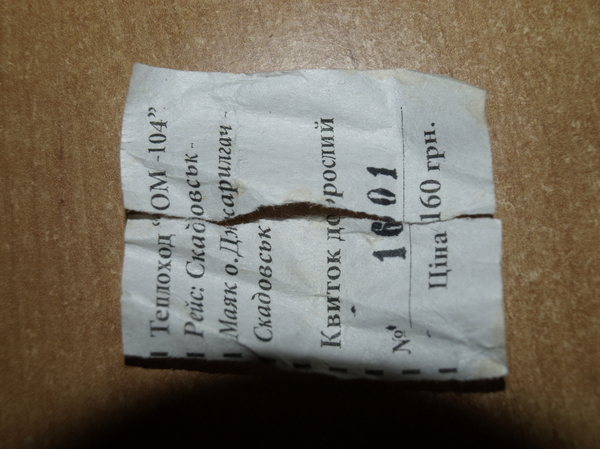 Теплоход “ОМ -104”
Рейс: Скадовськ -
Маяк о.Джарилгач -
Скадовськ
Квиток дорослий
№ 1601
Ціна 160 грн.